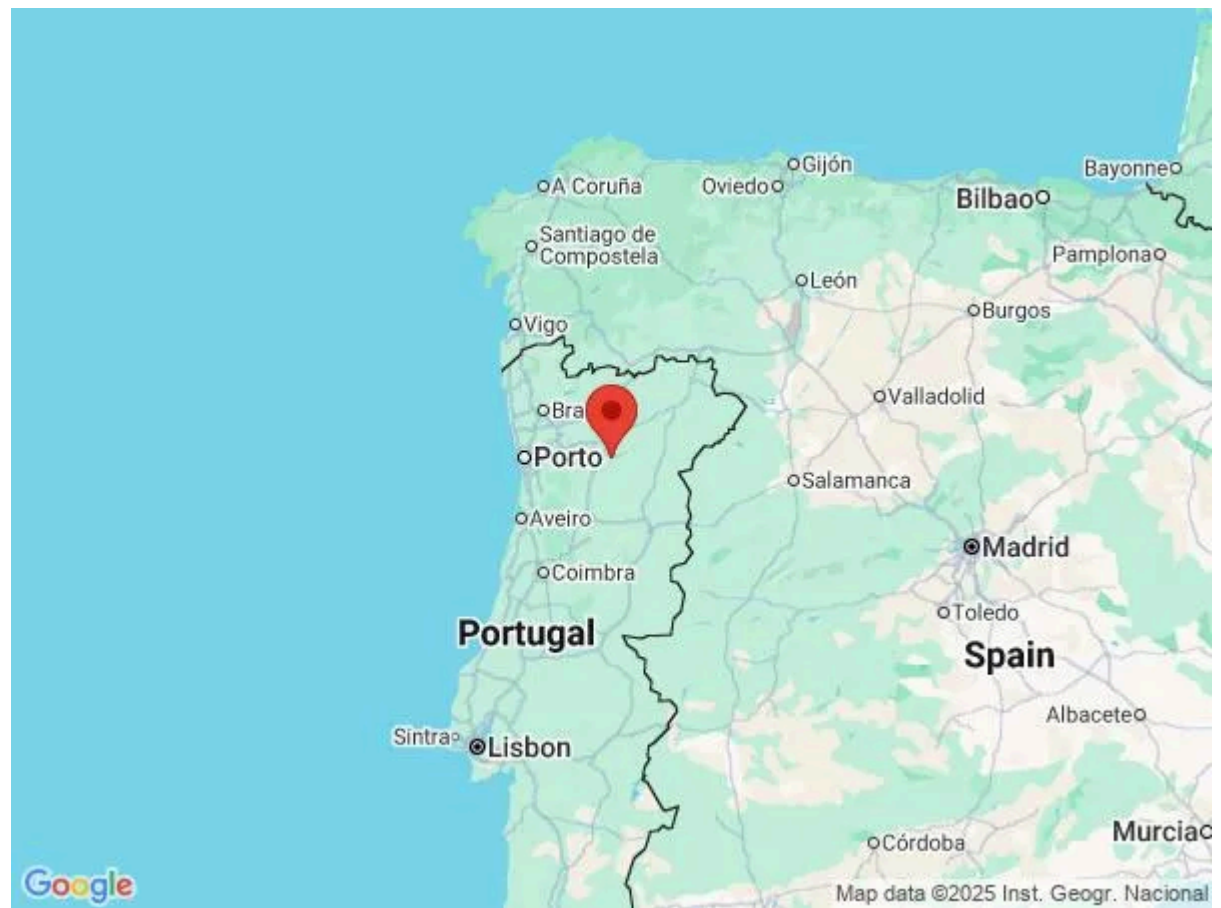 Gijón
Bayonne
A Coruña
Oviedo
Bilbao
Santiago de
Compostela
Pamplona
León
Burgos
Vigo
Valladolid
Bra
Porto
Salamanca
Aveiro
Madrid
Coimbra
Toledo
Portugal
Spain
Albacete
Sintra
Lisbon
Murcia
Córdoba
Google
Map data ©2025 Inst. Geogr. Nacional